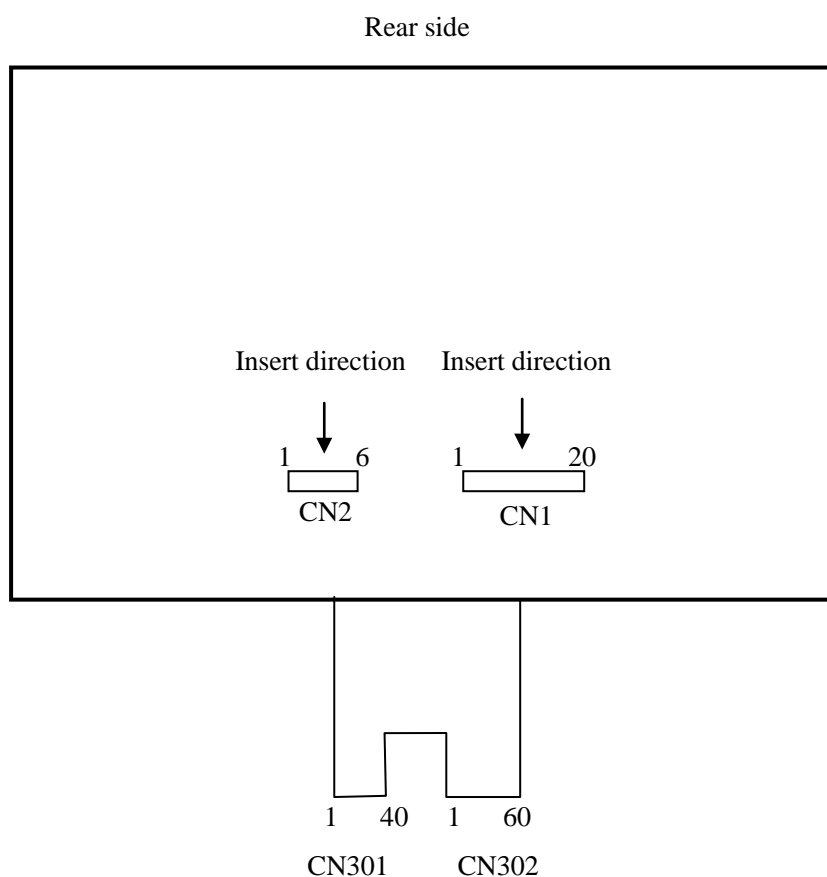 Rear side
Insert direction Insert direction
1 6 1 20
CN2 CN1
1 40 1 60
CN301 CN302